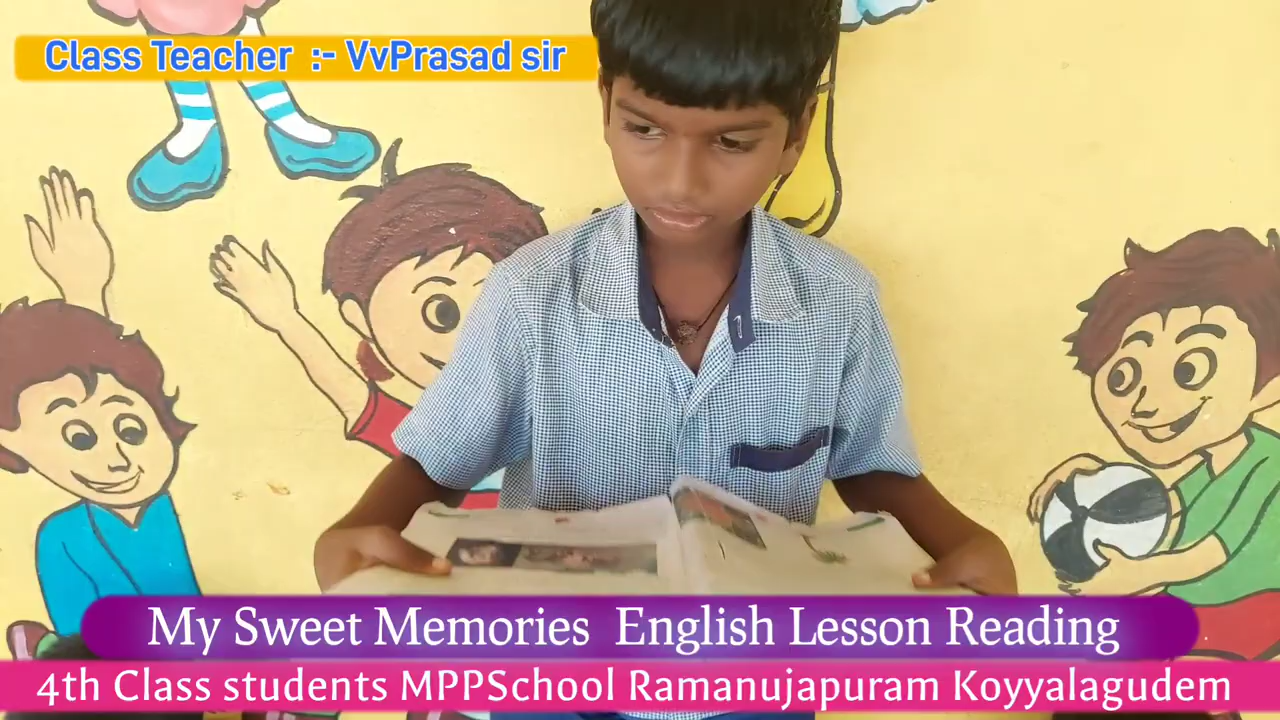 Class Teacher :- VvPrasad sir
My Sweet Memories English Lesson Reading
4th Class students MPPSchool Ramanujapuram Koyyalagudem